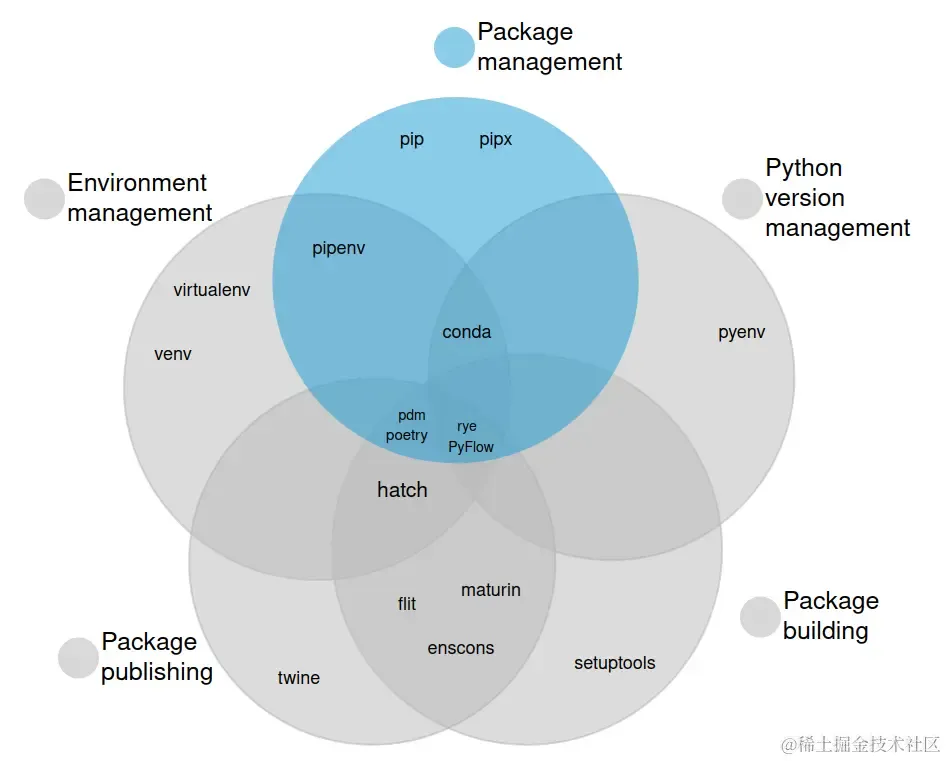 Package
management
pip
pipx
Environment
management
Python
version
management
pipenv
virtualenv
conda
pyenv
venv
pdm
poetry
rye
PyFlow
hatch
maturin
flit
enscons
Package
building
Package
publishing
setuptools
twine
@稀土掘金技术社区